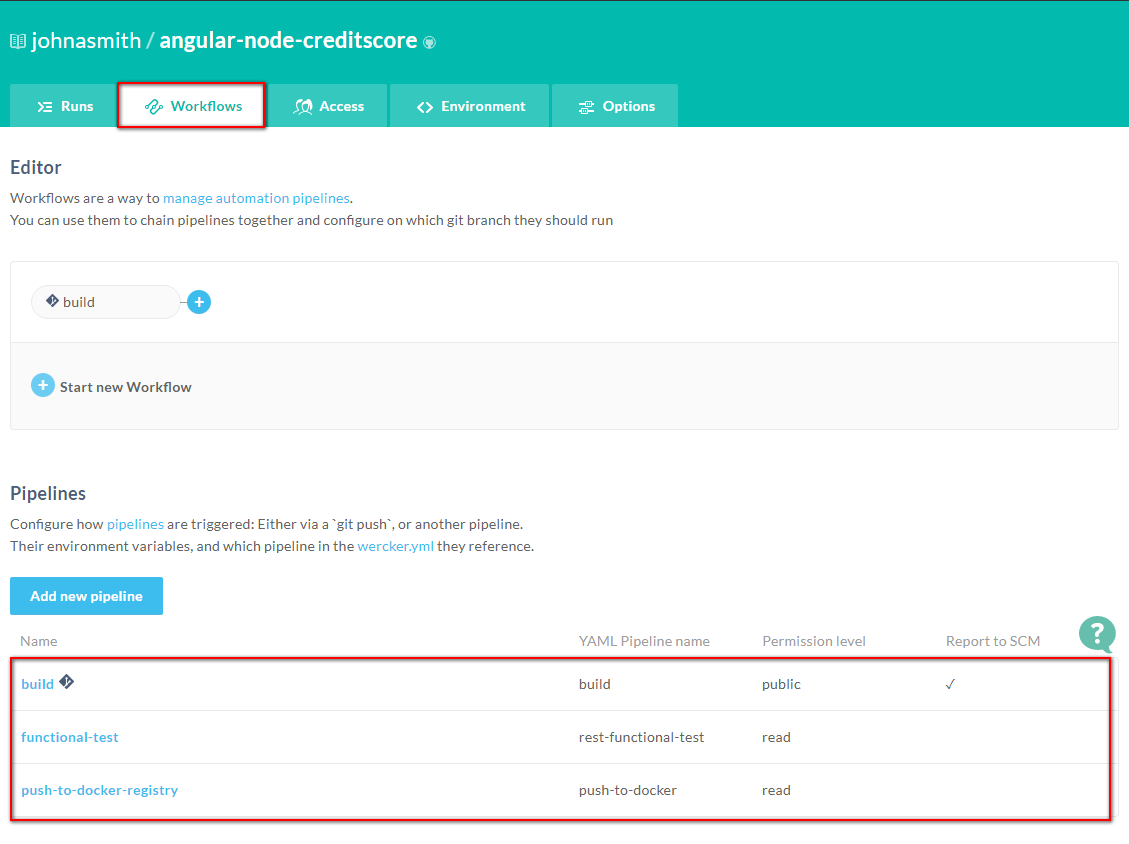 johnasmith / angular-node-creditscore
Runs Workflows Access Environment Options
Editor
Workflows are a way to manage automation pipelines.
You can use them to chain pipelines together and configure on which git branch they should run
build +
+ Start new Workflow
Pipelines
Configure how pipelines are triggered: Either via a `git push`, or another pipeline.
Their environment variables, and which pipeline in the wercker.yml they reference.
Add new pipeline
?
Name YAML Pipeline name Permission level Report to SCM
build build public ✓
functional-test rest-functional-test read
push-to-docker-registry push-to-docker read